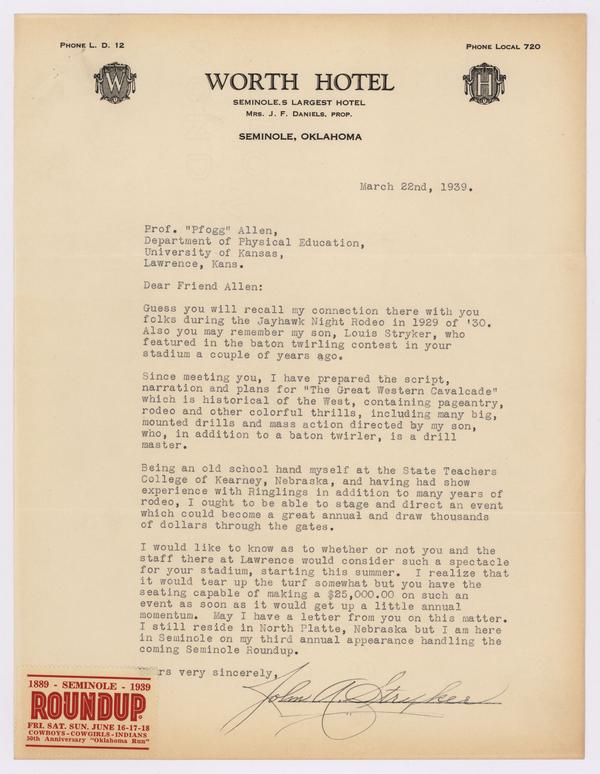 PHONE L. D. 12
PHONE LOCAL 720
W
H
WORTH HOTEL
SEMINOLE,S LARGEST HOTEL
MRS. J. F. DANIELS, PROP.
SEMINOLE, OKLAHOMA
March 22nd, 1939.
Prof. "Pfogg" Allen,
Department of Physical Education,
University of Kansas,
Lawrence, Kans.
Dear Friend Allen:
Guess you will recall my connection there with you
folks during the Jayhawk Night Rodeo in 1929 of '30.
Also you may remember my son, Louis Stryker, who
featured in the baton twirling contest in your
stadium a couple of years ago.
Since meeting you, I have prepared the script,
narration and plans for "The Great Western Cavalcade"
which is historical of the West, containing pageantry,
rodeo and other colorful thrills, including many big,
mounted drills and mass action directed by my son,
who, in addition to a baton twirler, is a drill
master.
Being an old school hand myself at the State Teachers
College of Kearney, Nebraska, and having had show
experience with Ringlings in addition to many years of
rodeo, I ought to be able to stage and direct an event
which could become a great annual and draw thousands
of dollars through the gates.
I would like to know as to whether or not you and the
staff there at Lawrence would consider such a spectacle
for your stadium, starting this summer.  I realize that
it would tear up the turf somewhat but you have the
seating capable of making a $25,000.00 on such an
event as soon as it would get up a little annual
momentum.  May I have a letter from you on this matter.
I still reside in North Platte, Nebraska but I am here
in Seminole on my third annual appearance handling the
coming Seminole Roundup.
very sincerely,
John A. Stryker
1889 - SEMINOLE - 1939
ROUNDUP
FRI. SAT. SUN. JUNE 16-17-18
COWBOYS-COWGIRLS-INDIANS
50th Anniversary "Oklahoma Run"